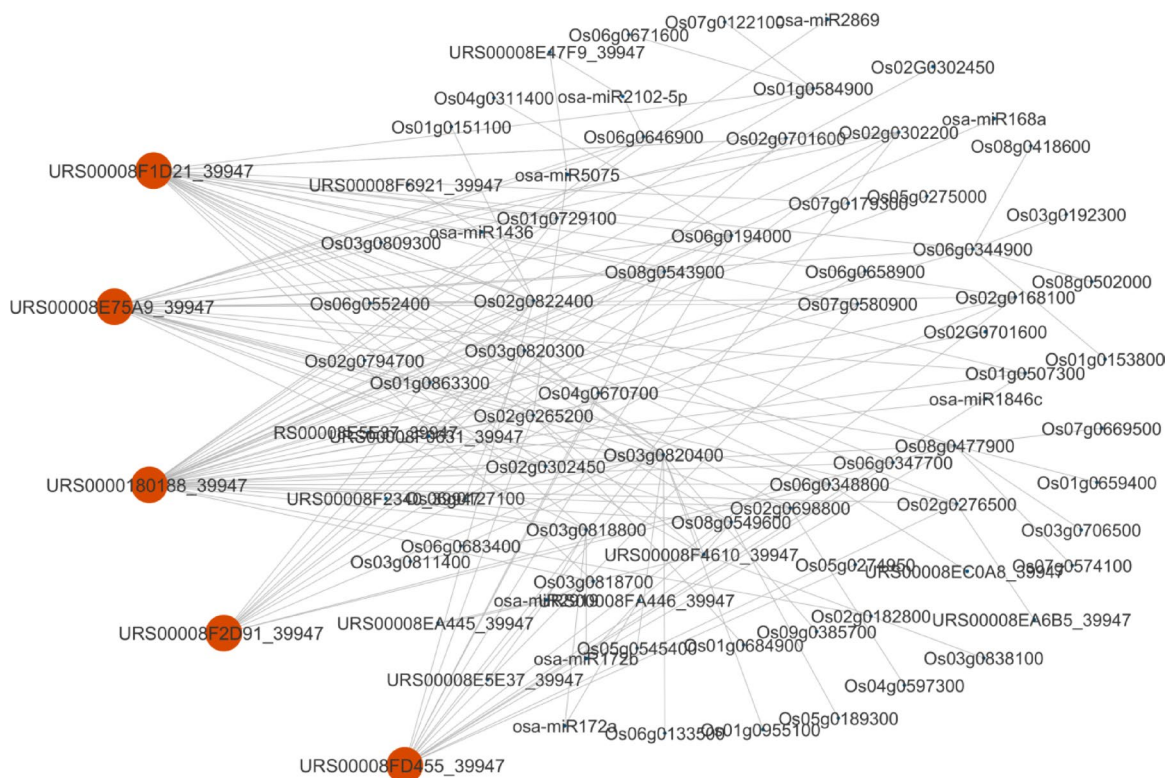 Os07g0122100
osa-miR2869
Os06g0671600
URS00008E47F9_39947
Os02G0302450
Os01g0584900
Os04g0311400
osa-miR2102-5p
osa-miR168a
Os01g0151100
Os06g0646900
Os02g0701600
Os02g0302200
Os08g0418600
URS00008F1D21_39947
osa-miR5075
URS00008F6921_39947
Os05g0275000
Os07g0179300
Os03g0192300
Os01g0729100
osa-miR1436
Os06g0194000
Os03g0809300
Os06g0344900
Os08g0543900
Os06g0658900
Os08g0502000
URS00008E75A9_39947
Os06g0552400
Os02g0822400
Os07g0580900
Os02g0168100
Os02G0701600
Os03g0820300
Os02g0794700
Os01g0153800
Os01g0863300
Os01g0507300
Os04g0670700
osa-miR1846c
Os02g0265200
Os07g0669500
Os08g0477900
Os03g0820400
Os02g0302450
Os06g0347700
URS0000180188_39947
Os06g0348800
Os01g0659400
Os02g0276500
Os02g0698800
Os08g0549600
Os03g0818800
Os03g0706500
Os06g0683400
URS00008F4610_39947
Os03g0811400
Os05g0274950
Os07g0574100
URS00008EC0A8_39947
Os03g0818700
URS00008FA446_39947
Os02g0182800
URS00008EA6B5_39947
URS00008EA445_39947
URS00008F2D91_39947
Os09g0385700
Os05g0545400
Os01g0684900
osa-miR172b
Os03g0838100
URS00008E5E37_39947
Os04g0597300
Os05g0189300
osa-miR172a
Os06g0133500
Os01g0955100
URS00008FD455_39947